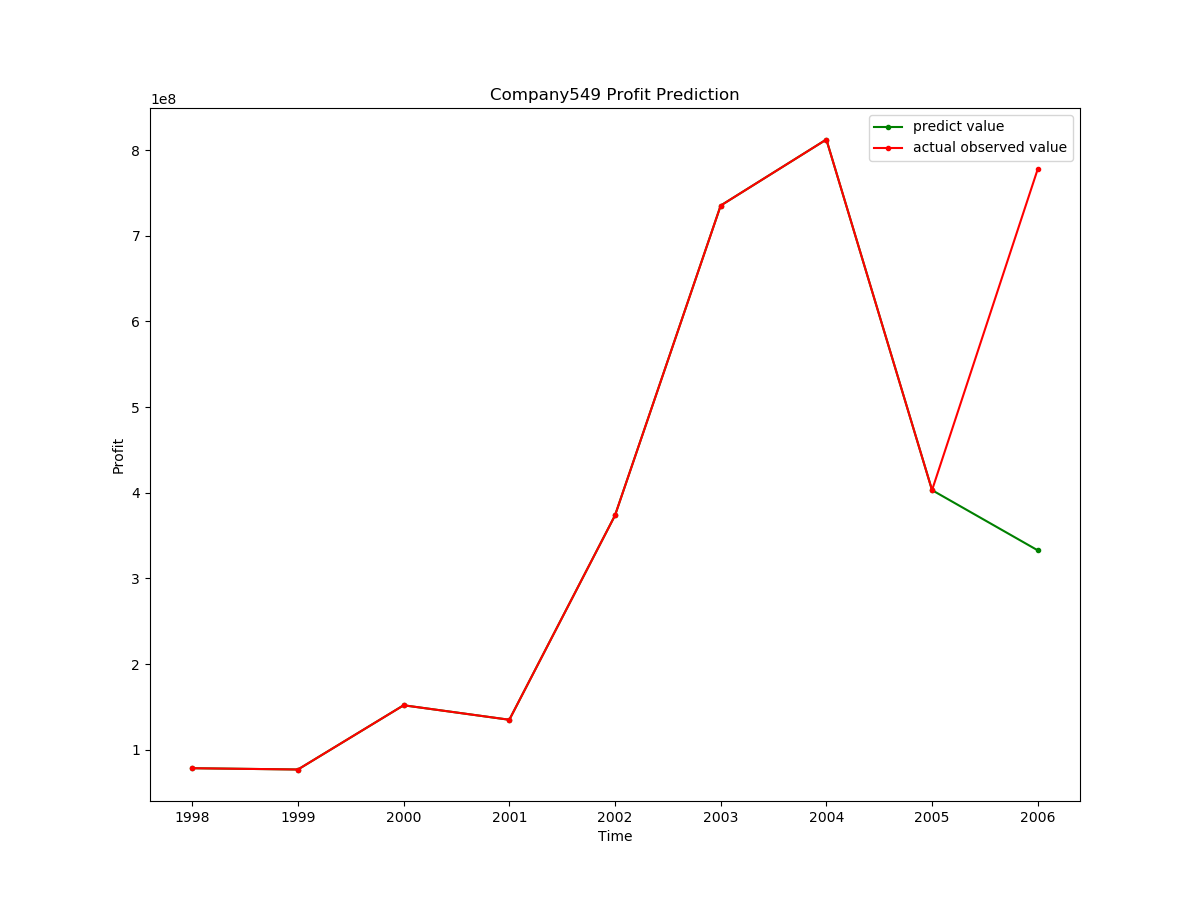 Company549 Profit Prediction
1e8
predict value
actual observed value
8
7
6
5
4
3
2
1
Profit
1998 1999 2000 2001 2002 2003 2004 2005 2006
Time